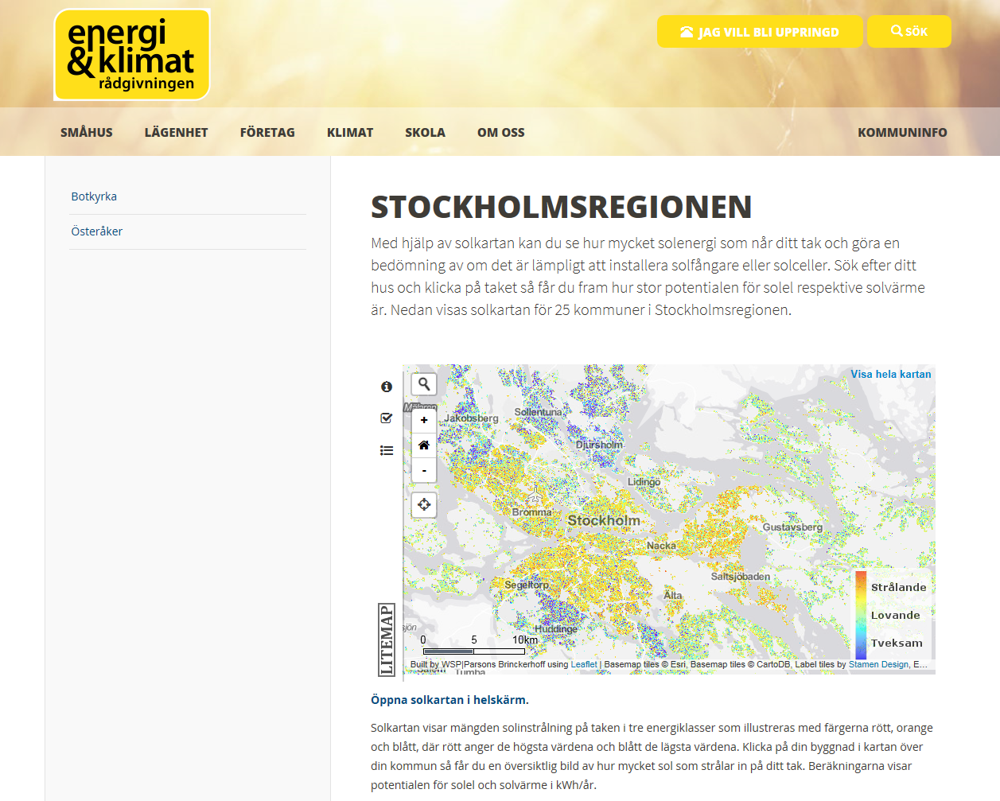 energi
&klimat
rådgivningen
JAG VILL BLI UPPRINGD
SÖK
SMÅHUS LÄGENHET FÖRETAG KLIMAT SKOLA OM OSS KOMMUNINFO
Botkyrka
Österåker
STOCKHOLMSREGIONEN
Med hjälp av solkartan kan du se hur mycket solenergi som når ditt tak och göra en
bedömning av om det är lämpligt att installera solfångare eller solceller. Sök efter ditt
hus och klicka på taket så får du fram hur stor potentialen för solel respektive solvärme
är. Nedan visas solkartan för 25 kommuner i Stockholmsregionen.
Visa hela kartan
Mälaren
+
-
Jakobsberg
Sollentuna
Djursholm
Lidingö
Bromma
Stockholm
Gustavsberg
Nacka
Saltsjöbaden
Segeltorp
Älta
Huddinge
Strålande
Lovande
Tveksam
0 5 10km
LITEMAP
Built by WSP|Parsons Brinckerhoff using Leaflet | Basemap tiles © Esri, Basemap tiles © CartoDB, Label tiles by Stamen Design, E...
Tumba
Öppna solkartan i helskärm.
Solkartan visar mängden solinstrålning på taken i tre energiklasser som illustreras med färgerna rött, orange
och blått, där rött anger de högsta värdena och blått de lägsta värdena. Klicka på din byggnad i kartan över
din kommun så får du en översiktlig bild av hur mycket sol som strålar in på ditt tak. Beräkningarna visar
potentialen för solel och solvärme i kWh/år.